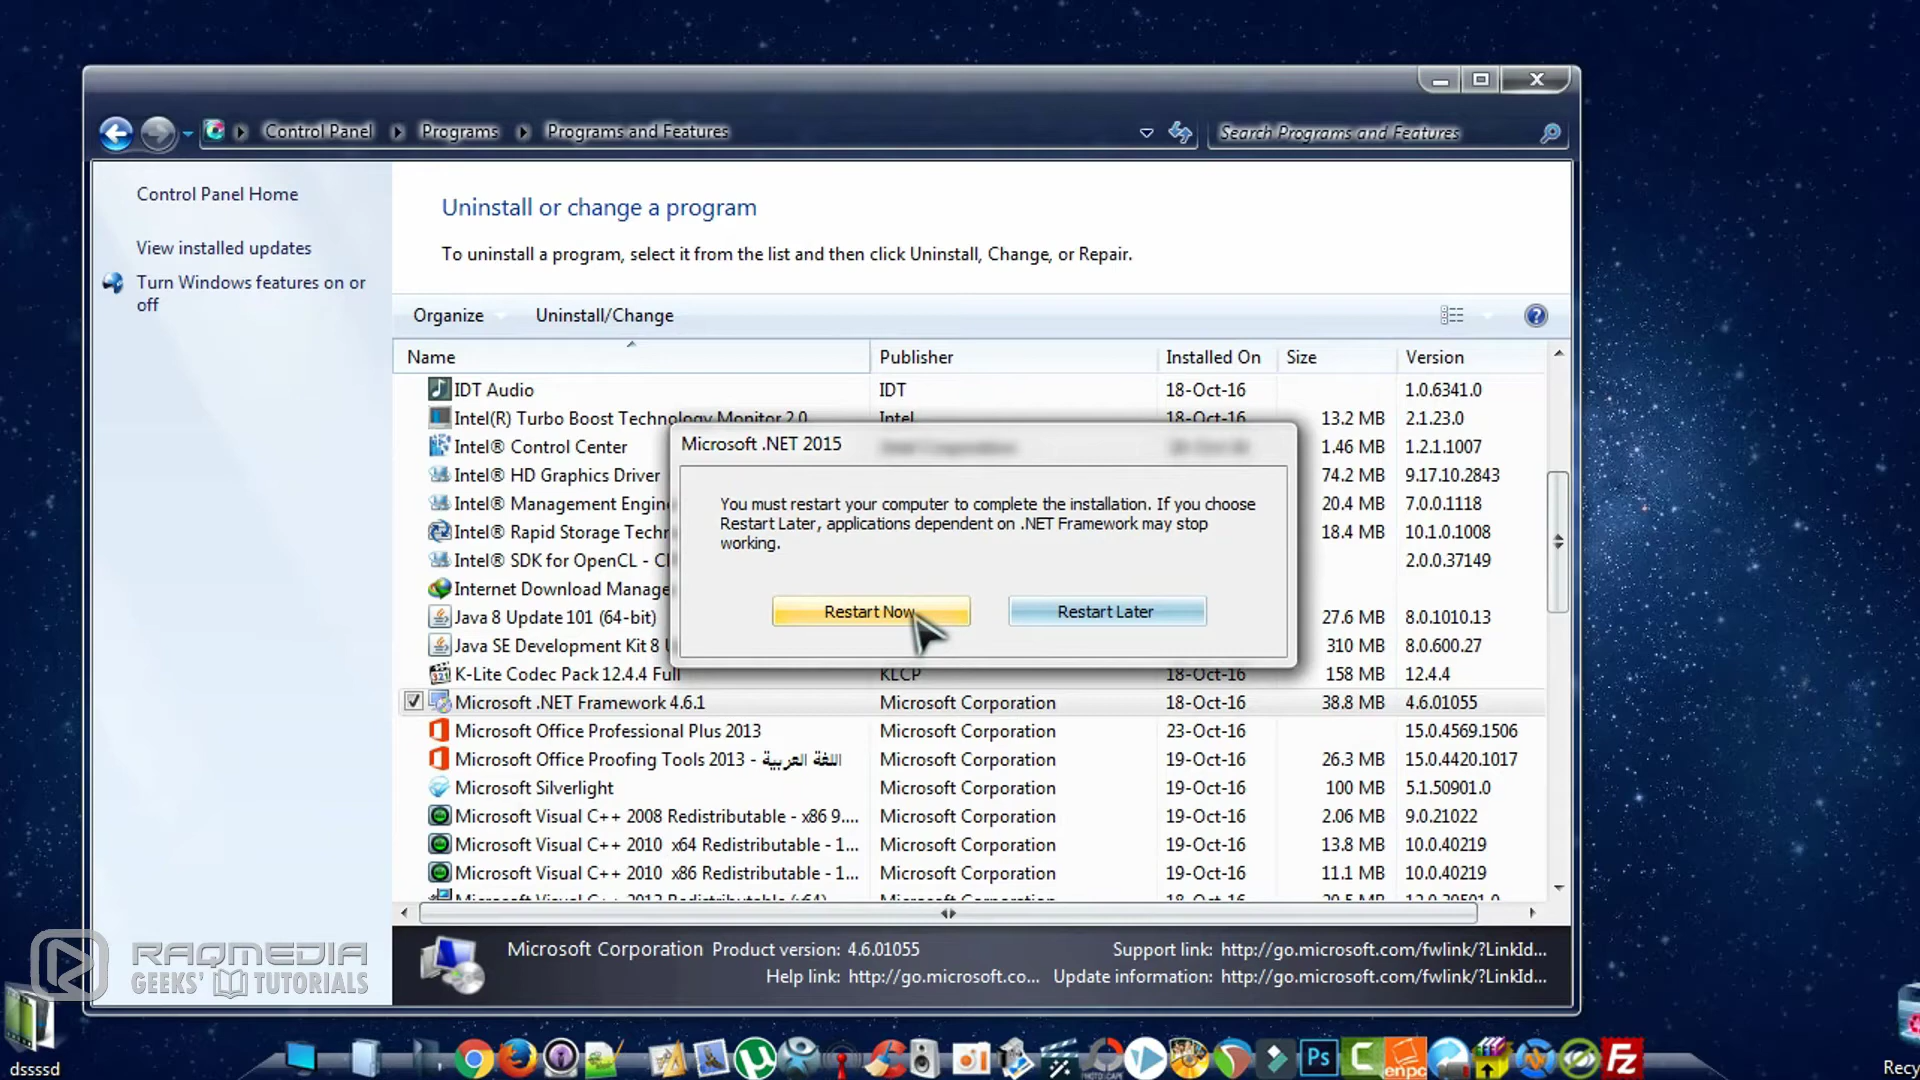 Control Panel
Programs
Programs and Features
Search Programs and Features
Control Panel Home
View installed updates
Turn Windows features on or
off
Uninstall or change a program
To uninstall a program, select it from the list and then click Uninstall, Change, or Repair.
Organize
Uninstall/Change
Name Publisher Installed On Size Version
IDT Audio IDT 18-Oct-16 1.0.6341.0
Intel(R) Turbo Boost Technology Monitor 2.0 Intel 18-Oct-16 13.2 MB 2.1.23.0
Intel® Control Center 1.46 MB 1.2.1.1007
Intel® HD Graphics Driver 74.2 MB 9.17.10.2843
Intel® Management Engin 20.4 MB 7.0.0.1118
Intel® Rapid Storage Techn 18.4 MB 10.1.0.1008
Intel® SDK for OpenCL - C 2.0.0.37149
Internet Download Manage
Java 8 Update 101 (64-bit) 27.6 MB 8.0.1010.13
Java SE Development Kit 8 U 310 MB 8.0.600.27
K-Lite Codec Pack 12.4.4 Full KLCP 18-Oct-16 158 MB 12.4.4
Microsoft .NET 2015
You must restart your computer to complete the installation. If you choose
Restart Later, applications dependent on .NET Framework may stop
working.
Restart Now
Restart Later
Microsoft .NET Framework 4.6.1 Microsoft Corporation 18-Oct-16 38.8 MB 4.6.01055
Microsoft Office Professional Plus 2013 Microsoft Corporation 23-Oct-16 15.0.4569.1506
Microsoft Office Proofing Tools 2013 - اللغة العربية Microsoft Corporation 19-Oct-16 26.3 MB 15.0.4420.1017
Microsoft Silverlight Microsoft Corporation 19-Oct-16 100 MB 5.1.50901.0
Microsoft Visual C++ 2008 Redistributable - x86 9.... Microsoft Corporation 19-Oct-16 2.06 MB 9.0.21022
Microsoft Visual C++ 2010 x64 Redistributable - 1... Microsoft Corporation 19-Oct-16 13.8 MB 10.0.40219
Microsoft Visual C++ 2010 x86 Redistributable - 1... Microsoft Corporation 19-Oct-16 11.1 MB 10.0.40219
Microsoft Corporation Product version: 4.6.01055 Support link: http://go.microsoft.com/fwlink/?LinkId...
Help link: http://go.microsoft.co... Update information: http://go.microsoft.com/fwlink/?LinkId...
RAQMEDIA
GEEKS' TUTORIALS
dsssssd
Recy
Ps
enpc
Fz